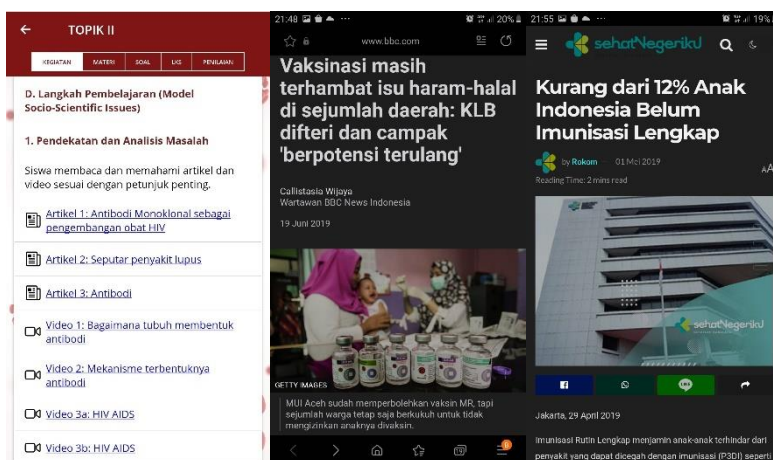 TOPIK II
KEGIATAN
MATERI
SOAL
LKS
PENILAIAN
D. Langkah Pembelajaran (Model
Socio-Scientific Issues)
1. Pendekatan dan Analisis Masalah
Siswa membaca dan memahami artikel dan
video sesuai dengan petunjuk penting.
Artikel 1: Antibodi Monoklonal sebagai
pengembangan obat HIV
Artikel 2: Seputar penyakit lupus
Artikel 3: Antibodi
Video 1: Bagaimana tubuh membentuk
antibodi
Video 2: Mekanisme terbentuknya
antibodi
Video 3a: HIV AIDS
Video 3b: HIV AIDS
21:48
20%
www.bbc.com
Vaksinasi masih
terhambat isu haram-halal
di sejumlah daerah: KLB
difteri dan campak
'berpotensi terulang'
Callistasia Wijaya
Wartawan BBC News Indonesia
19 Juni 2019
GETTY IMAGES
MUI Aceh sudah memperbolehkan vaksin MR, tapi
sejumlah warga tetap saja berkukuh untuk tidak
mengizinkan anaknya divaksin.
21:55
19%
sehatNegeriku
Kurang dari 12% Anak
Indonesia Belum
Imunisasi Lengkap
by Rokom 01 Mei 2019
Reading Time: 2 mins read
AA
sehatNegeriku
Jakarta, 29 April 2019
Imunisasi Rutin Lengkap menjamin anak-anak terhindar dari
penyakit yang dapat dicegah dengan imunisasi (P3DI) seperti